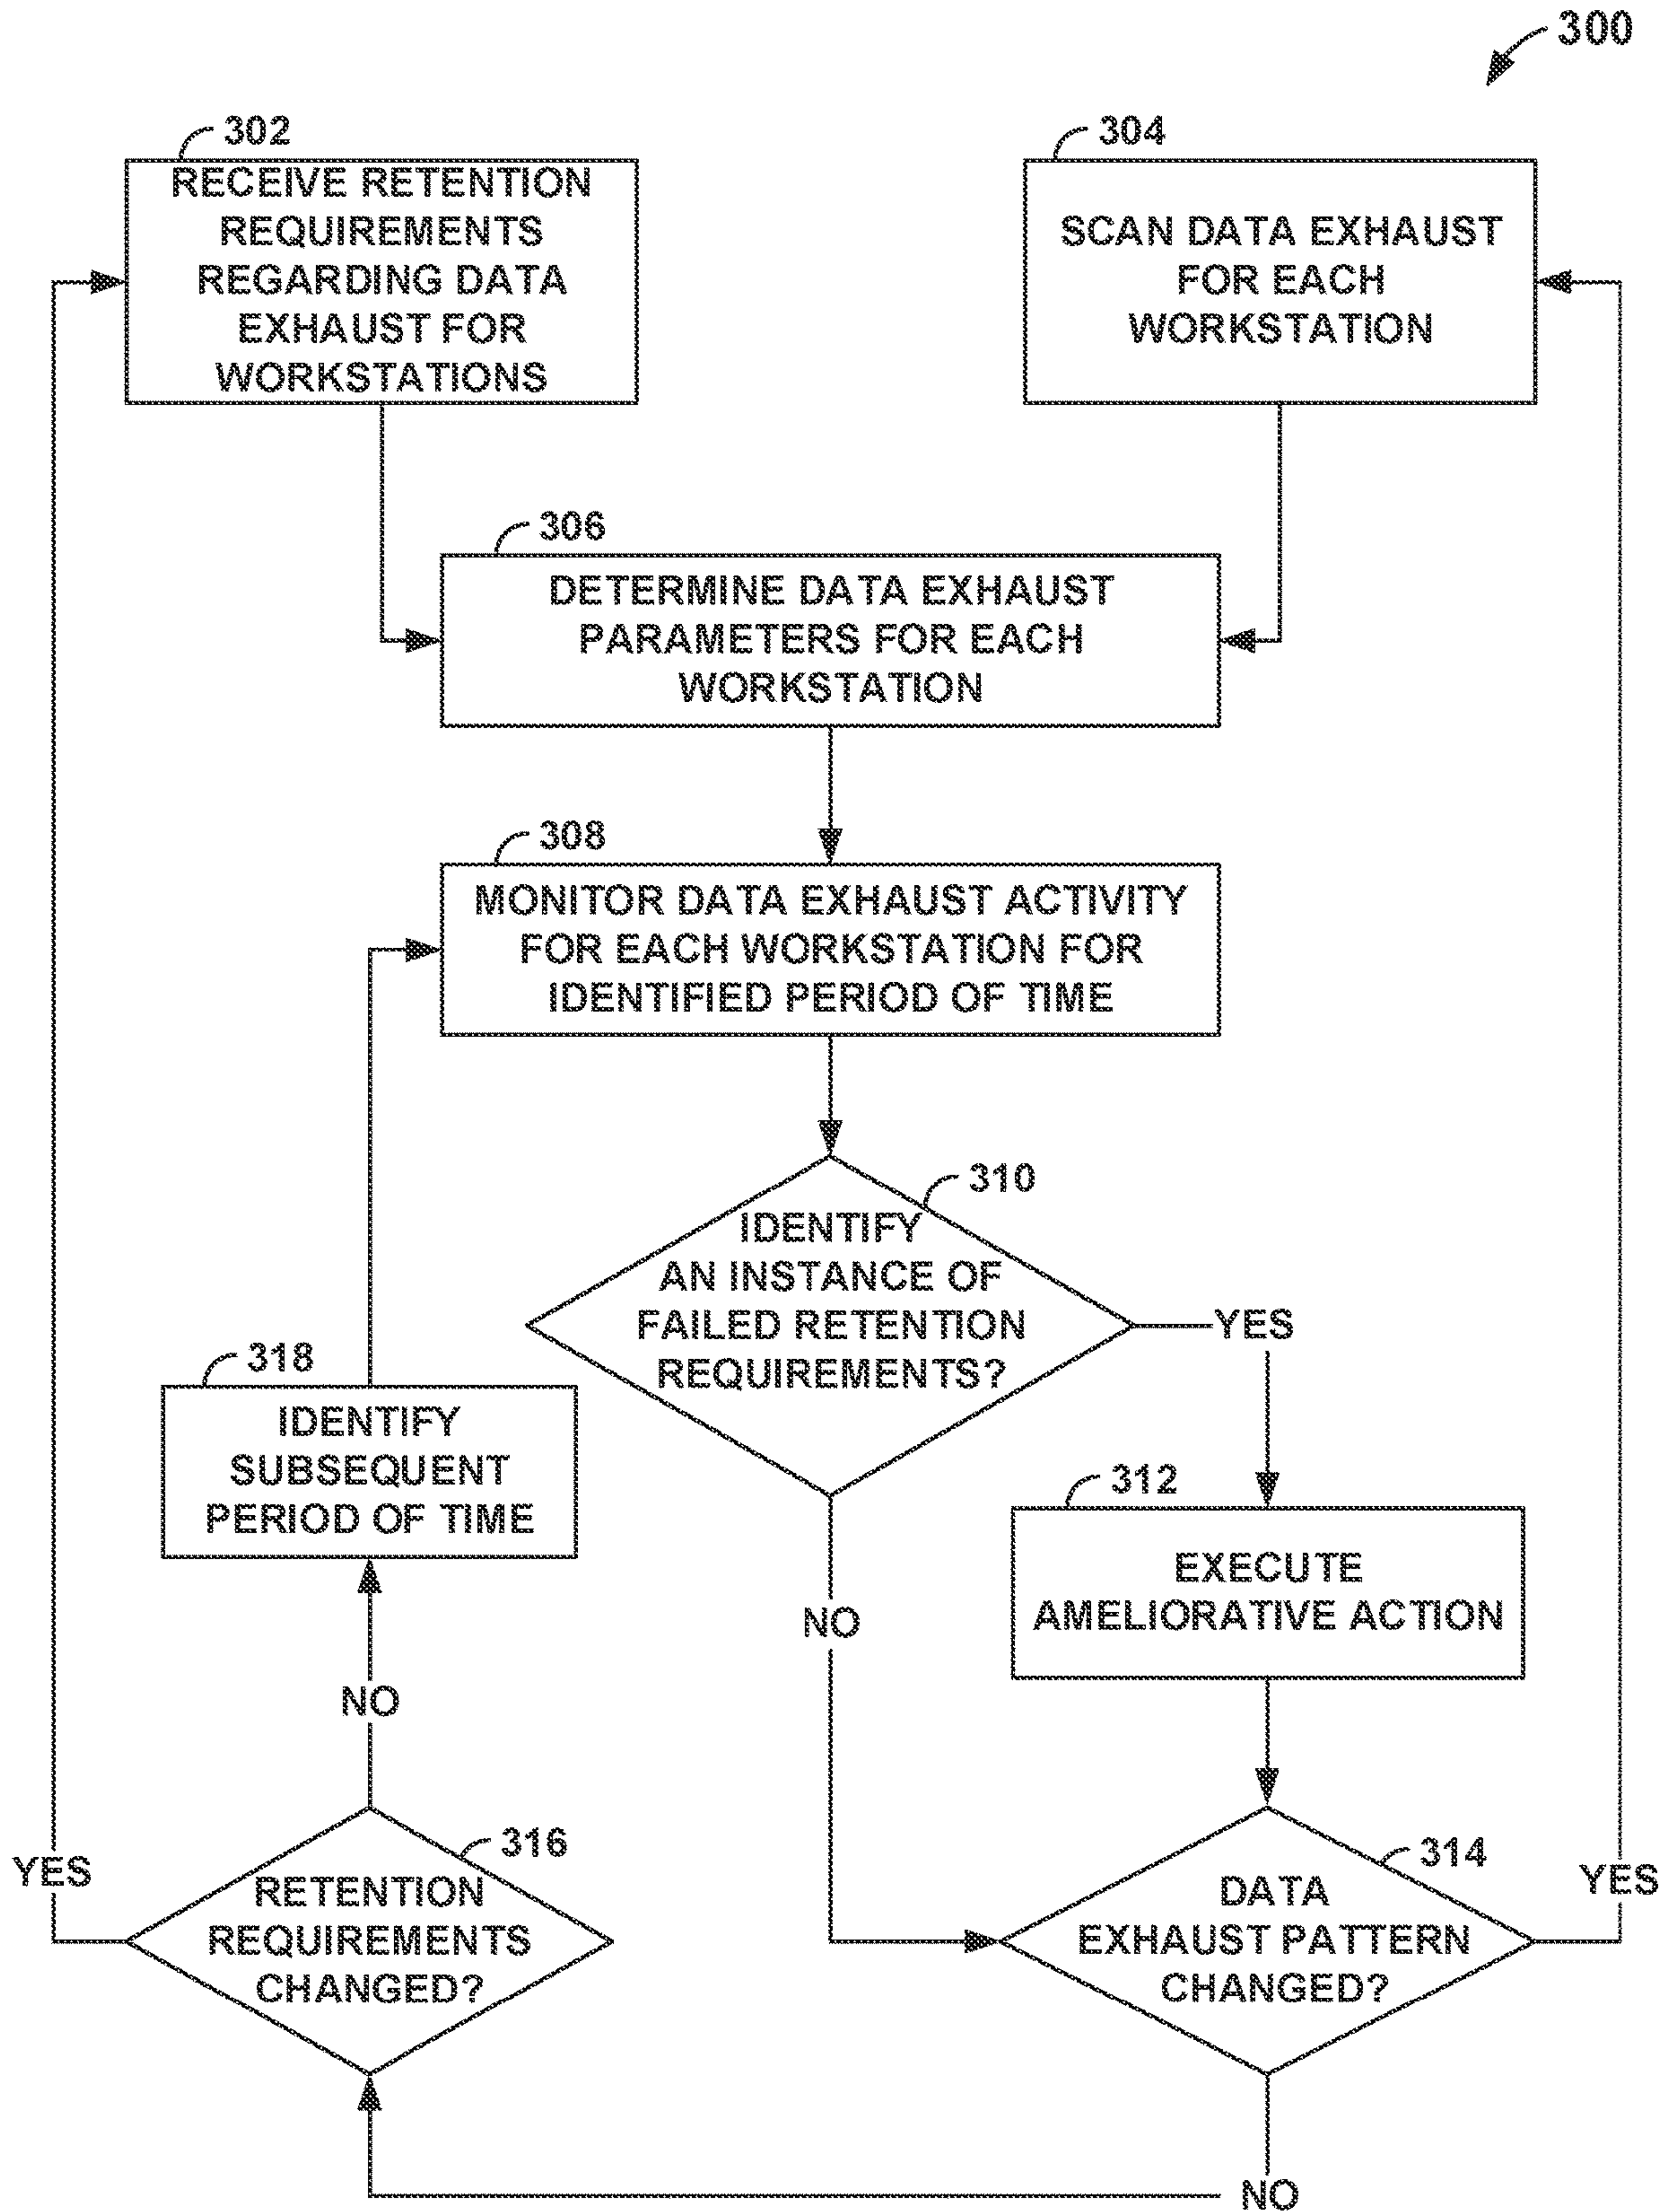 300
302
RECEIVE RETENTION
REQUIREMENTS
REGARDING DATA
EXHAUST FOR
WORKSTATIONS
304
SCAN DATA EXHAUST
FOR EACH
WORKSTATION
306
DETERMINE DATA EXHAUST
PARAMETERS FOR EACH
WORKSTATION
308
MONITOR DATA EXHAUST ACTIVITY
FOR EACH WORKSTATION FOR
IDENTIFIED PERIOD OF TIME
310
IDENTIFY
AN INSTANCE OF
FAILED RETENTION
REQUIREMENTS?
YES
318
IDENTIFY
SUBSEQUENT
PERIOD OF TIME
312
EXECUTE
AMELIORATIVE ACTION
NO
NO
316
RETENTION
REQUIREMENTS
CHANGED?
YES
314
DATA
EXHAUST PATTERN
CHANGED?
YES
NO